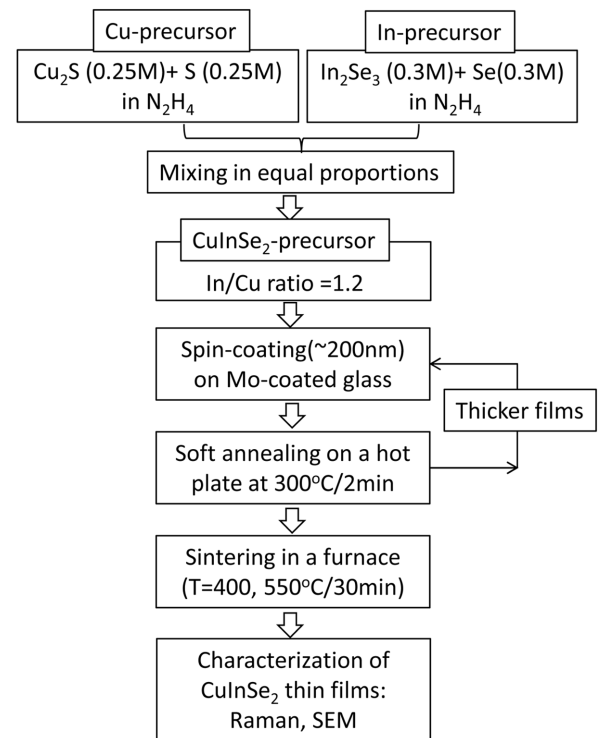 Cu-precursor
Cu₂S (0.25M)+ S (0.25M)
in N₂H₄
In-precursor
In₂Se₃ (0.3M)+ Se(0.3M)
in N₂H₄
Mixing in equal proportions
CuInSe₂-precursor
In/Cu ratio =1.2
Spin-coating(~200nm)
on Mo-coated glass
Thicker films
Soft annealing on a hot
plate at 300ᵒC/2min
Sintering in a furnace
(T=400, 550ᵒC/30min)
Characterization of
CuInSe₂ thin films:
Raman, SEM